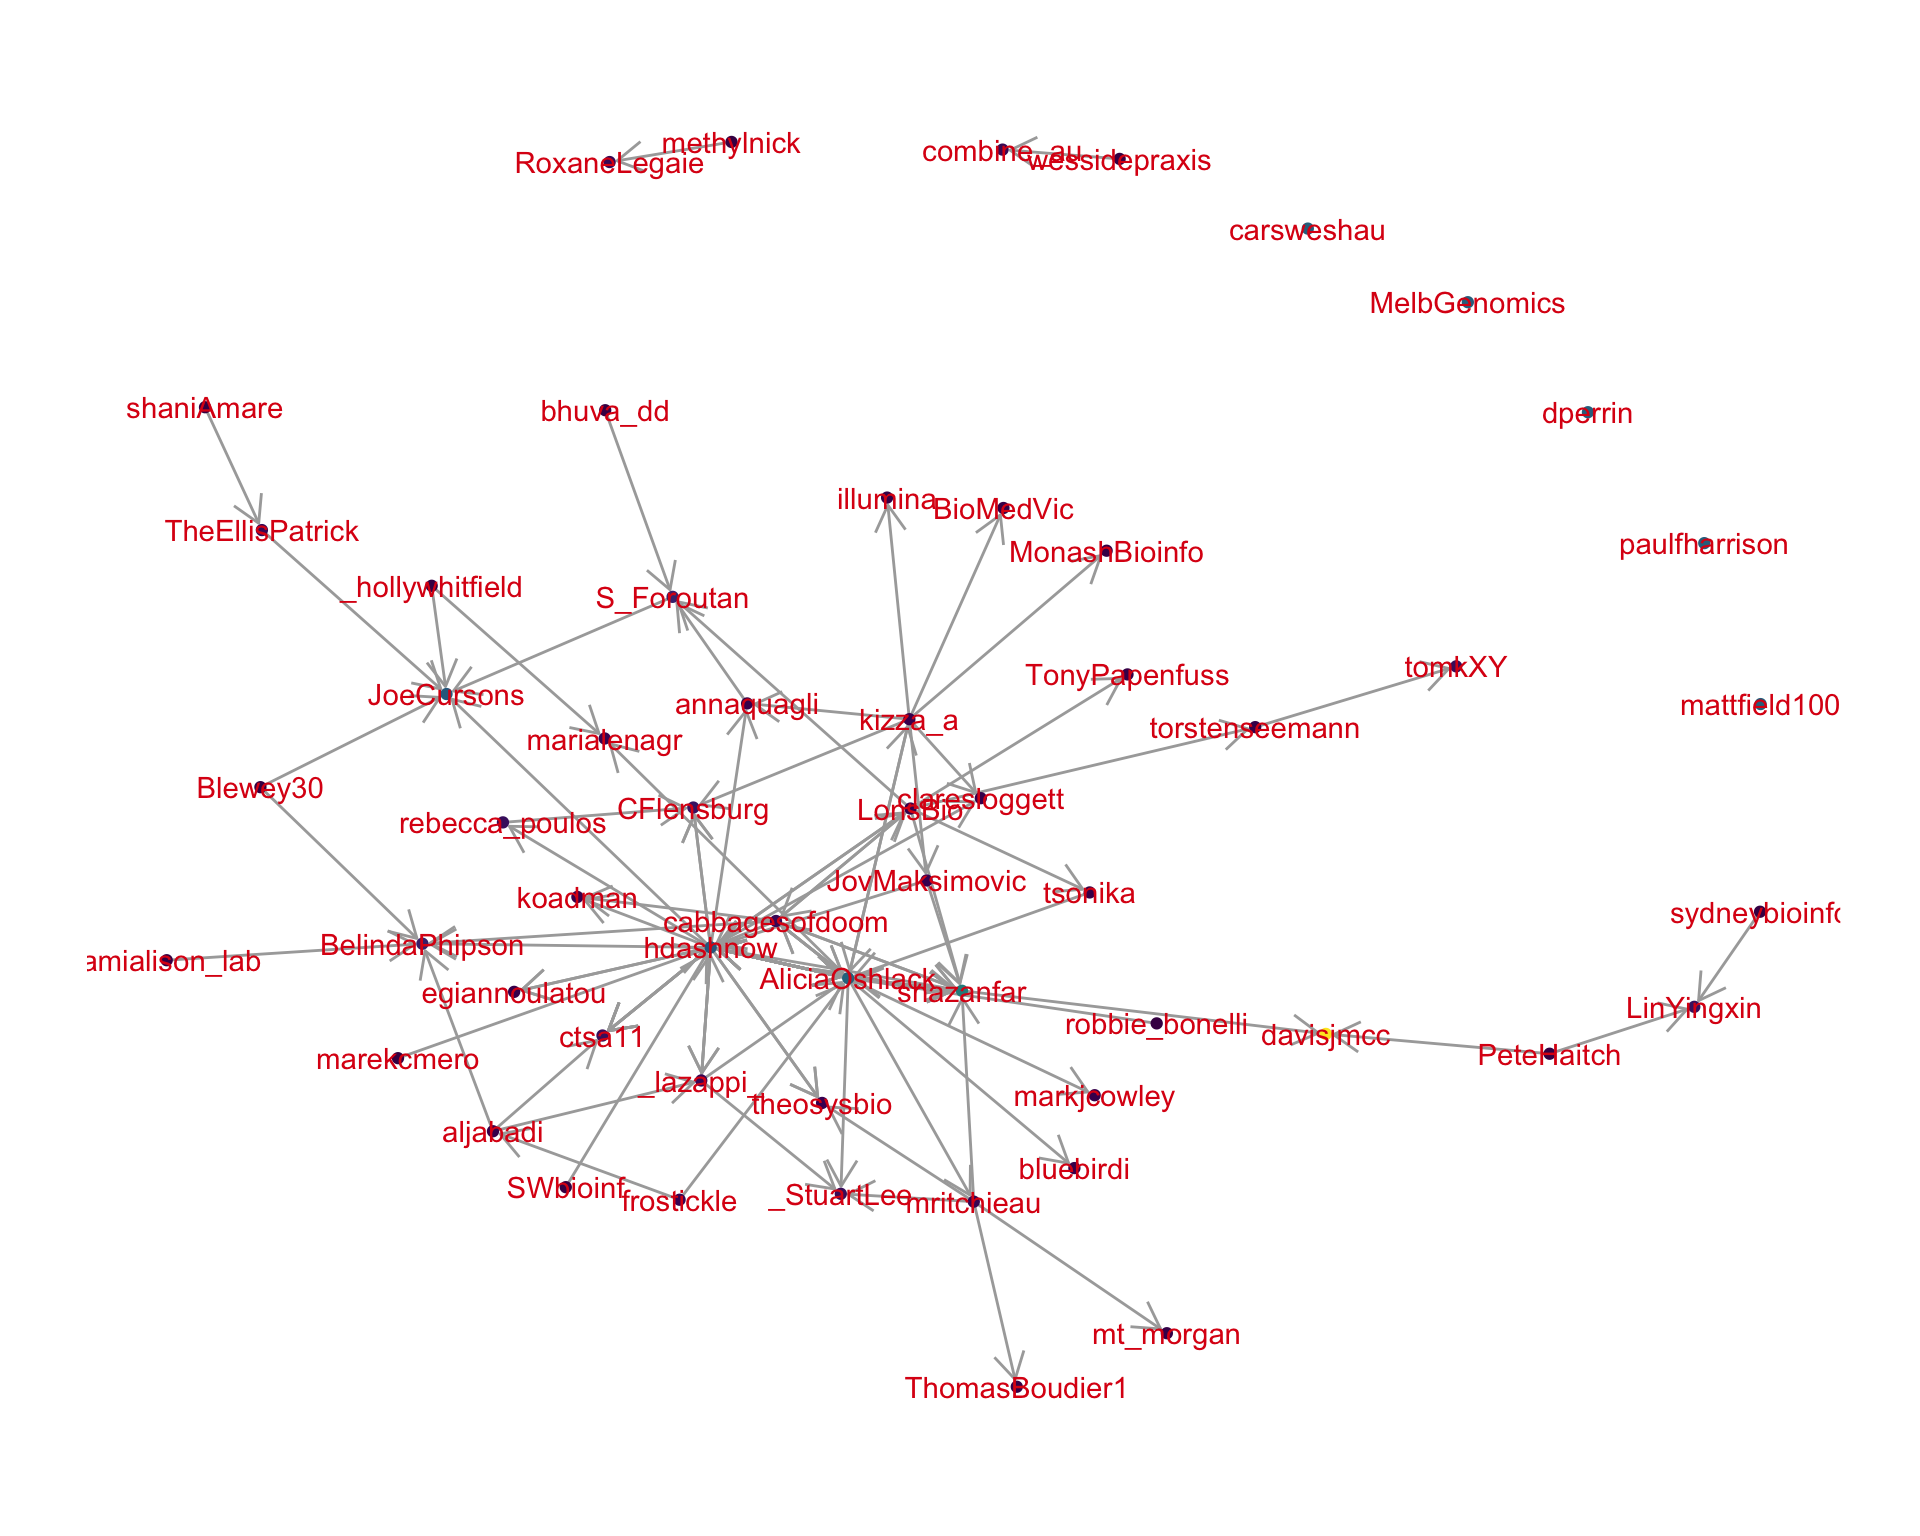 methylnick
RoxaneLegaie
combine_au
wessidepraxis
carsweshau
MelbGenomics
shaniAmare
bhuva_dd
dperrin
illumina
BioMedVic
TheEllisPatrick
MonashBioinfo
paulfharrison
_hollywhitfield
S_Foroutan
JoeCursons
TonyPapenfuss
tomkXY
annaquagli
kizza_a
mattfield100
torstenseemann
marialenagr
Blewey30
rebecca_poulos
CFlensburg
LonsBio
claresloggett
koadman
JovMaksimovic
tsonika
cabbagesofdoom
sydneybioinfo
BelindaPhipson
hdashnow
amialison_lab
AliciaOshlack
shazanfar
egiannoulatou
LinYingxin
ctsa11
robbie_bonelli
davisjmcc
PeteHaitch
marekcmero
_lazappi_
theosysbio
markjcowley
aljabadi
bluebirdi
SWbioinf
frostickle
_StuartLee
mritchieau
mt_morgan
ThomasBoudier1